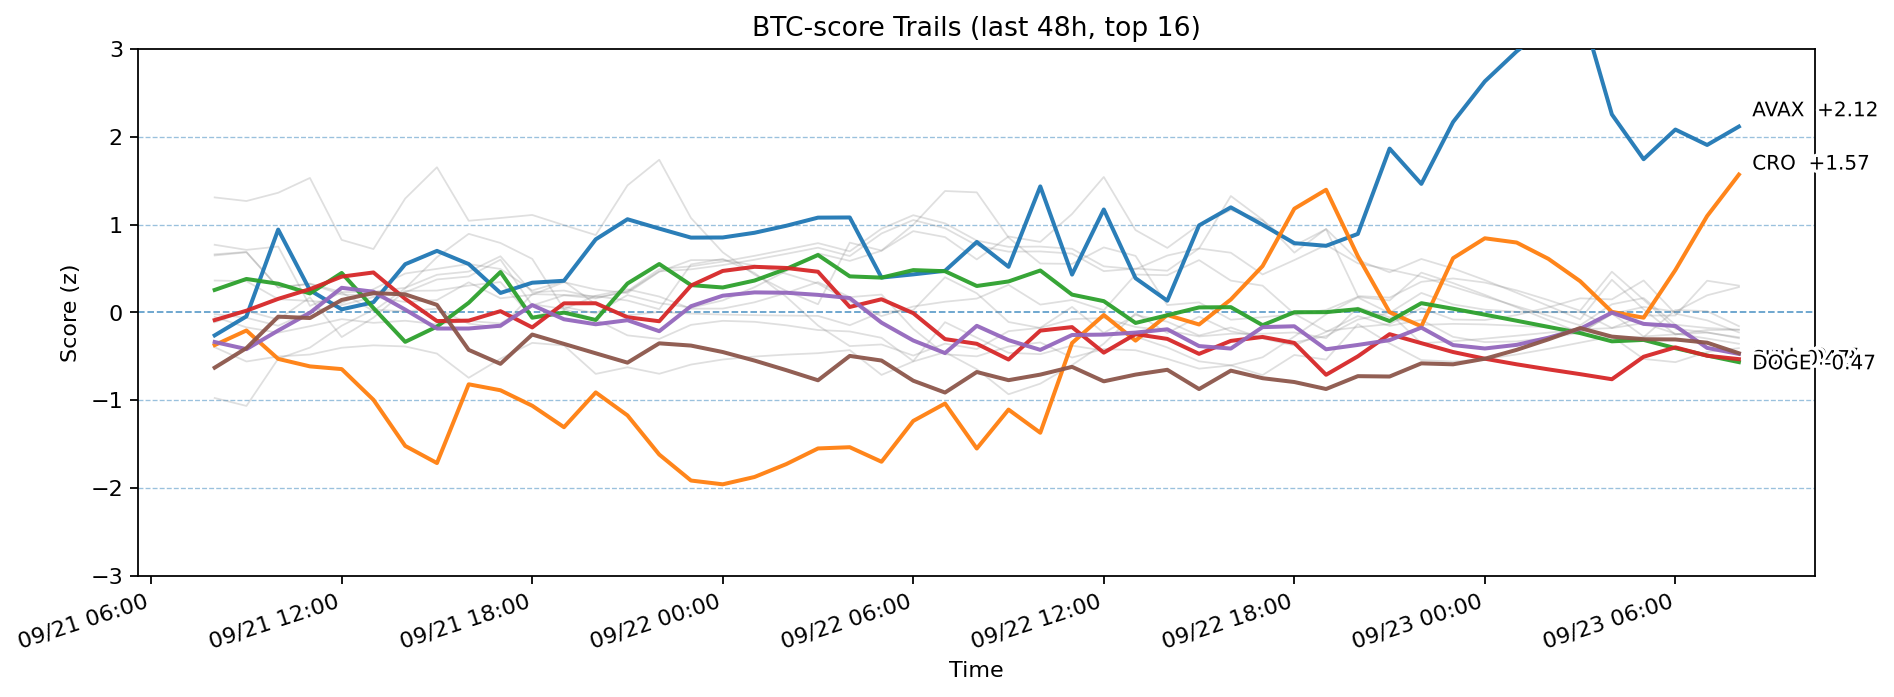 BTC-score Trails (last 48h, top 16)
3
2
1
0
−1
−2
−3
Score (z)
AVAX +2.12
CRO +1.57
DOGE -0.47
09/21 06:00
09/21 12:00
09/21 18:00
09/22 00:00
09/22 06:00
09/22 12:00
09/22 18:00
09/23 00:00
09/23 06:00
Time